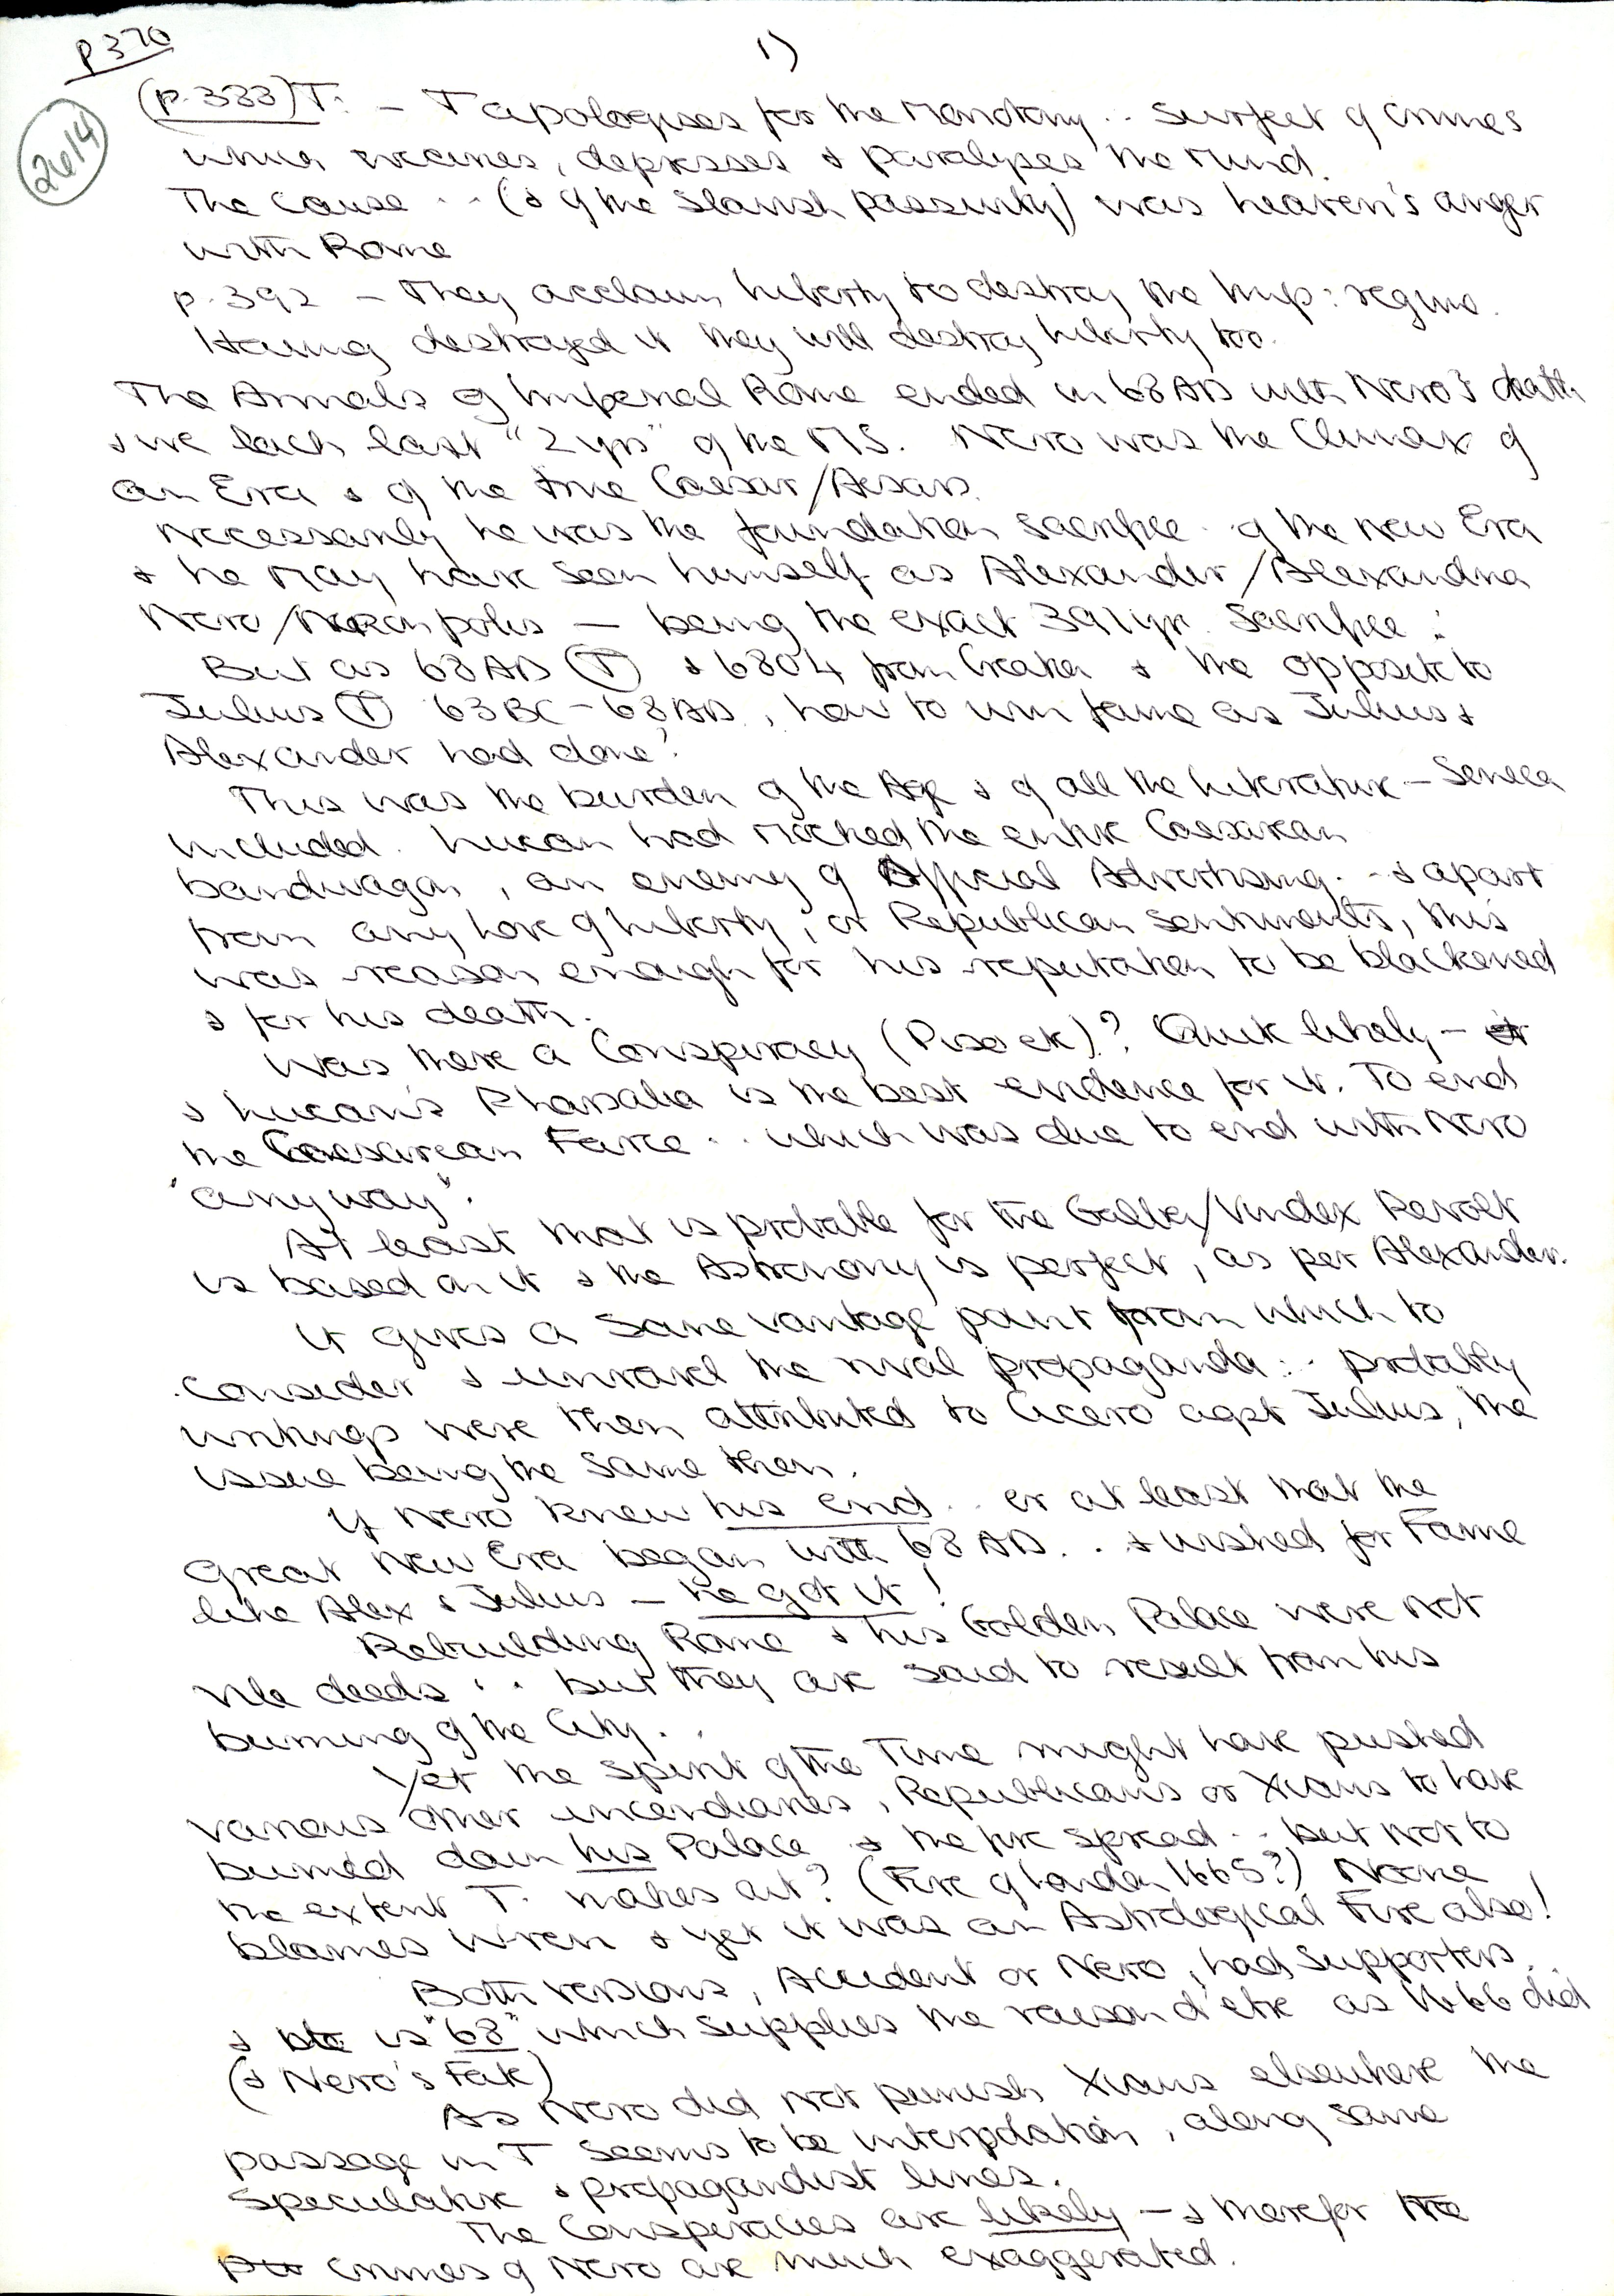 p 370
1)
2614
(p. 383) T. - T apologises for the Monotony .. surfeit of crimes
which wearies, depresses & paralyses the mind.
The Cause .. (& of the Slavish passivity) was heaven's anger
with Rome
p. 392 - They acclaim liberty to destroy the Imp: regime.
Having destroyed it they will destroy liberty too.
The Annals of Imperial Rome ended in 68 AD with Nero's death
& we lack last "2 yrs" of the MS. Nero was the Climax of
an Era & of the true Caesar/Aesars.
Necessarily he was the foundation sacrifice of the New Era
& he may have seen himself as Alexander/Alexandria
Nero/Neronpolis — being the exact 391 yr. Sacrifice :
But as 68 AD (T) & 6804 from Creation & the opposite to
Julius (T) 63 BC - 68 AD, how to win fame as Julius &
Alexander had done?
This was the burden of the Age & of all the literature - Seneca
included. Lucan had mocked the entire Caesarean
bandwagon, an enemy of Official Advertising. - & apart
from any love of liberty, or Republican sentiments, this
was reason enough for his reputation to be blackened
& for his death.
Was there a Conspiracy (Piso etc)? Quite likely -
& Lucan's Pharsalia is the best evidence for it. To end
the Caesarean Farce .. which was due to end with Nero
"anyway".
At least that is probable for the Galba/Vindex Revolt
is based on it & the Astronomy is perfect, as per Alexander.
It gives a sane vantage point from which to
consider & unravel the rival propaganda: probably
writings were then attributed to Cicero agst Julius, the
issue being the same then.
If Nero knew his end .. or at least that the
Great New Era began with 68 AD .. & wished for Fame
like Alex & Julius - he got it!
Rebuilding Rome & his Golden Palace were not
vile deeds .. but they are said to result from his
burning of the City. .
Yet the spirit of the Time might have pushed
various other incendiaries, Republicans or Xians to have
burned down his Palace & the fire spread .. but not to
the extent T. makes out? (Fire of London 1665?) Noone
blames Wren & yet it was an Astrological Fire also!
Both versions, Accident or Nero, had supporters.
& is "68" which supplies the raison d'etre as 1666 did
(& Nero's Fate)
As Nero did not punish Xians elsewhere the
passage in T seems to be interpolation, along same
speculative & propagandist lines.
The Conspiracies are likely - & therefor the
crimes of Nero are much exaggerated.